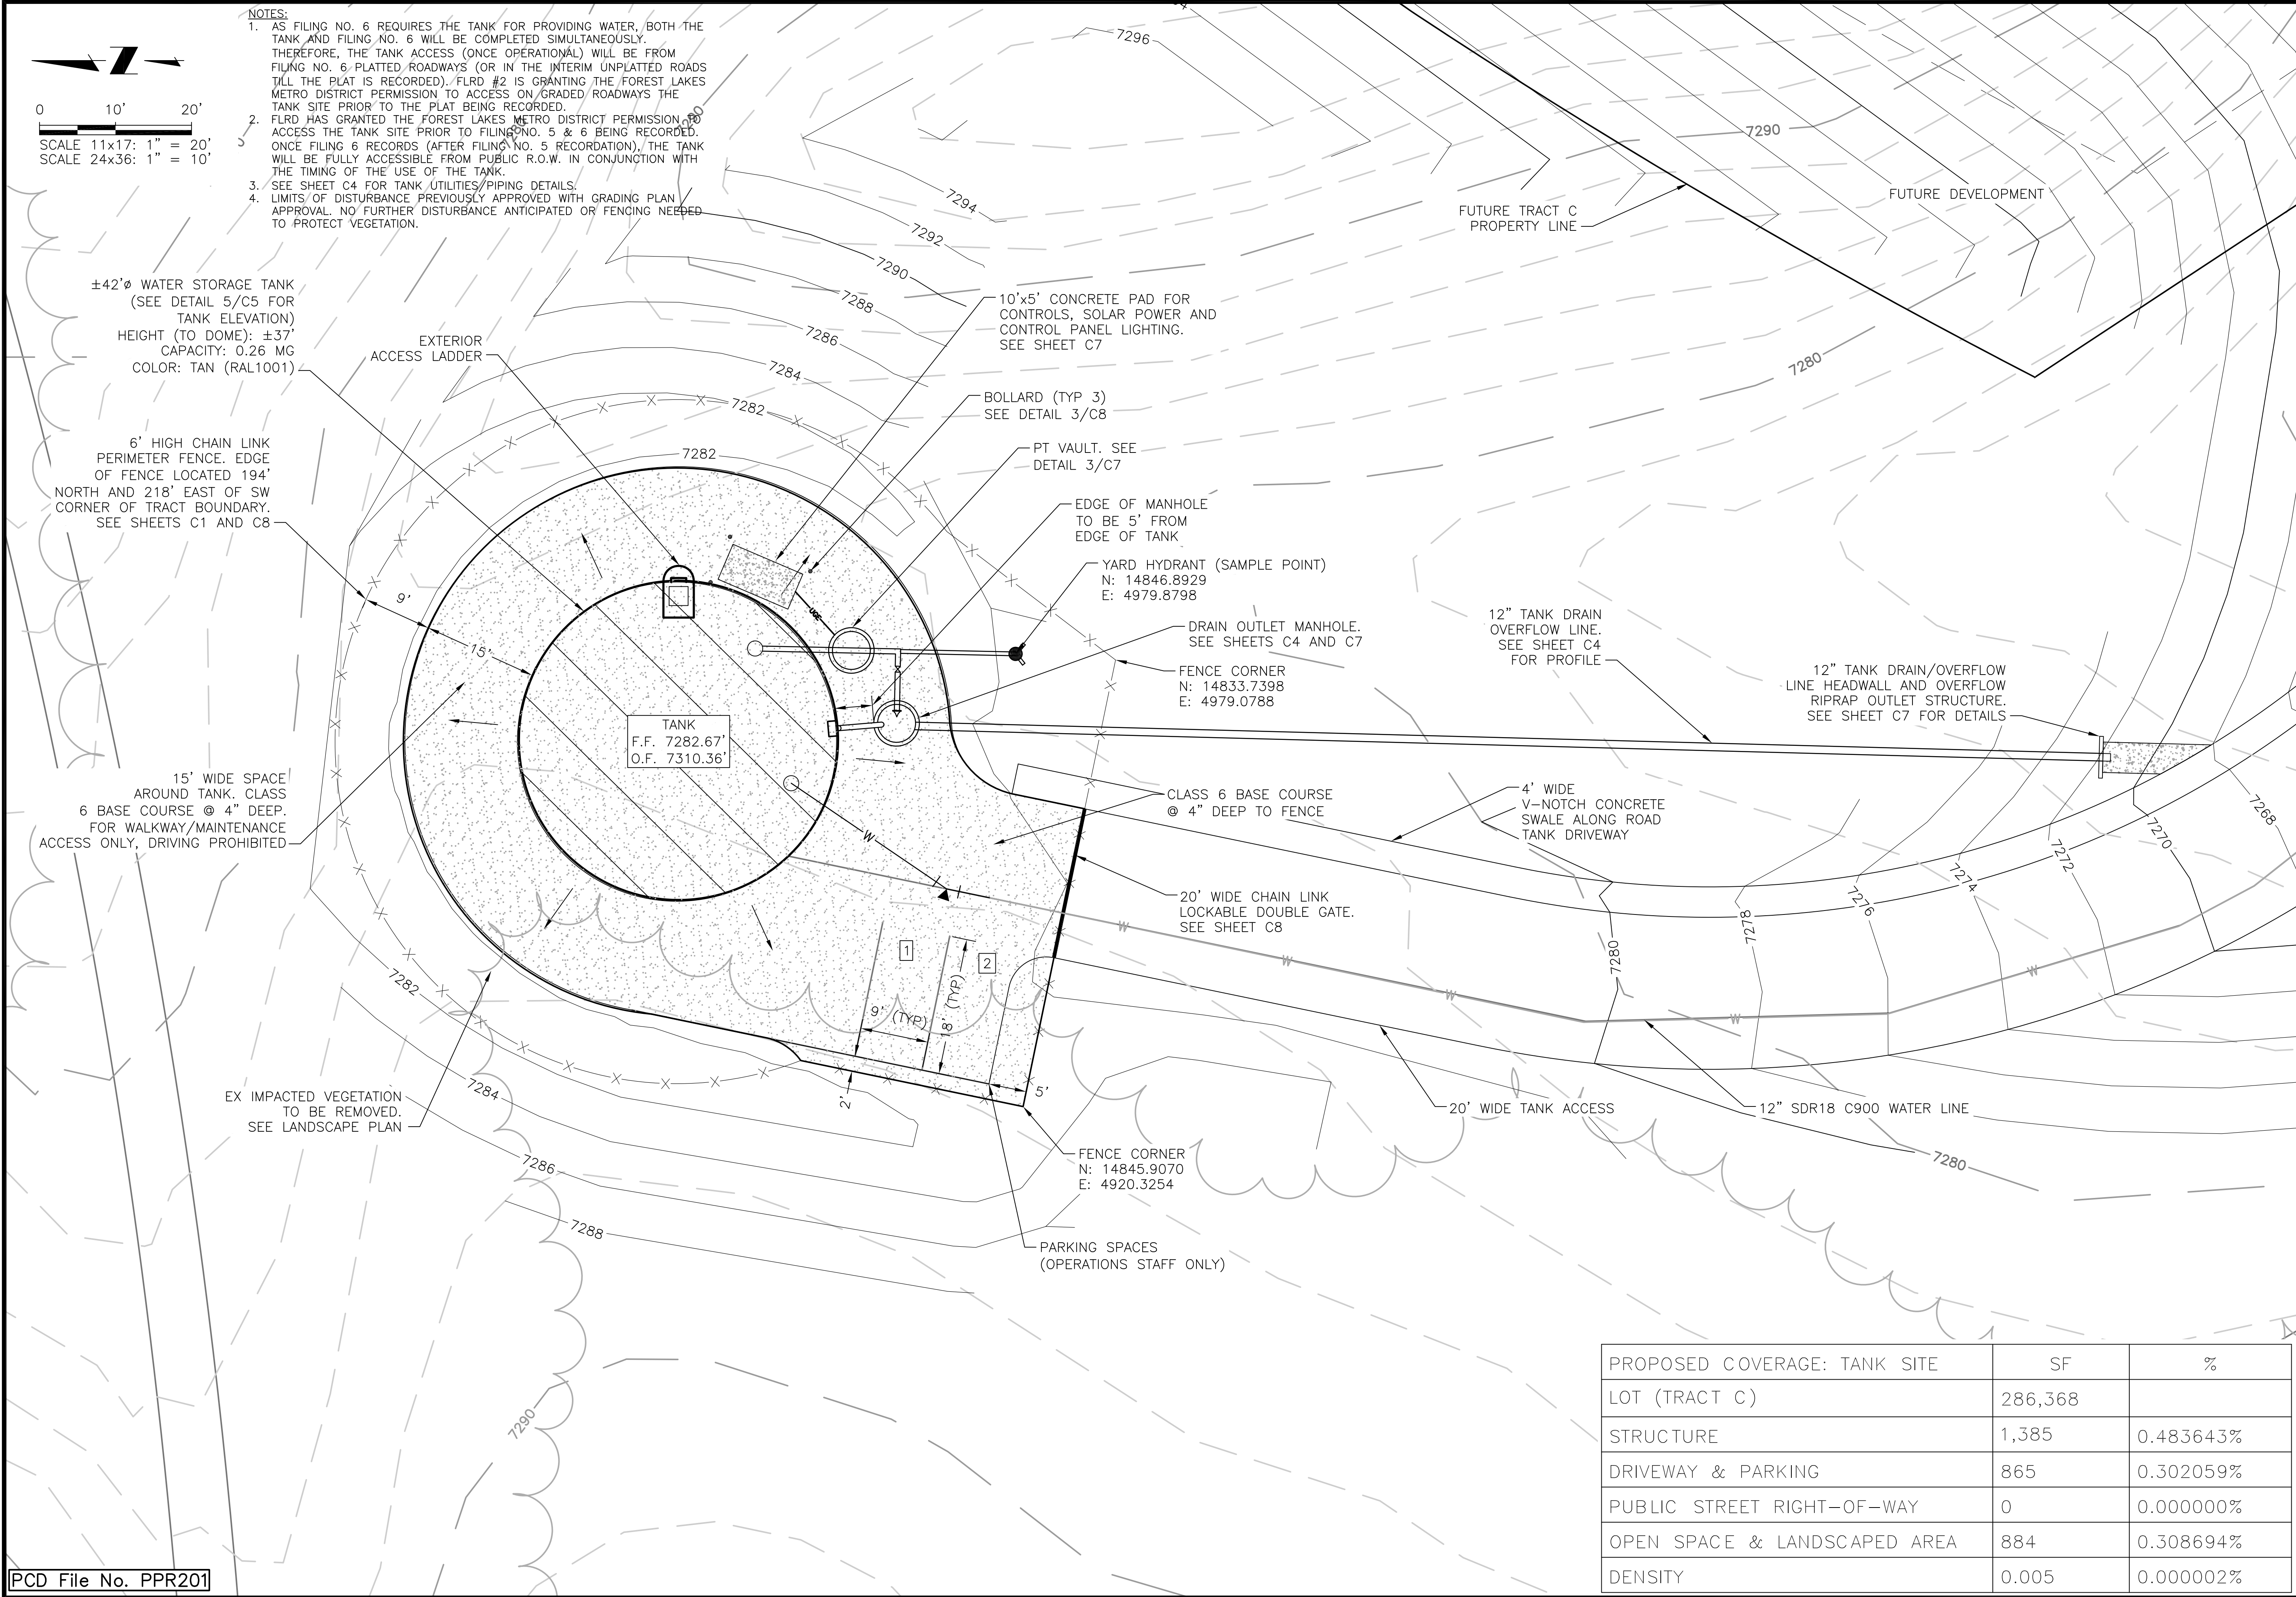 NOTES:
1. AS FILING NO. 6 REQUIRES THE TANK FOR PROVIDING WATER, BOTH THE
TANK AND FILING NO. 6 WILL BE COMPLETED SIMULTANEOUSLY.
THEREFORE, THE TANK ACCESS (ONCE OPERATIONAL) WILL BE FROM
FILING NO. 6 PLATTED ROADWAYS (OR IN THE INTERIM UNPLATTED ROADS
TILL THE PLAT IS RECORDED). FLRD #2 IS GRANTING THE FOREST LAKES
METRO DISTRICT PERMISSION TO ACCESS ON GRADED ROADWAYS THE
TANK SITE PRIOR TO THE PLAT BEING RECORDED.
2. FLRD HAS GRANTED THE FOREST LAKES METRO DISTRICT PERMISSION TO
ACCESS THE TANK SITE PRIOR TO FILING NO. 5 & 6 BEING RECORDED.
ONCE FILING 6 RECORDS (AFTER FILING NO. 5 RECORDATION), THE TANK
WILL BE FULLY ACCESSIBLE FROM PUBLIC R.O.W. IN CONJUNCTION WITH
THE TIMING OF THE USE OF THE TANK.
3. SEE SHEET C4 FOR TANK UTILITIES/PIPING DETAILS.
4. LIMITS OF DISTURBANCE PREVIOUSLY APPROVED WITH GRADING PLAN
APPROVAL. NO FURTHER DISTURBANCE ANTICIPATED OR FENCING NEEDED
TO PROTECT VEGETATION.
Z
0 10' 20'
SCALE 11x17: 1" = 20'
SCALE 24x36: 1" = 10'
7280
7280
7296
7290
7294
7292
7290
7288
7286
7284
7282
7282
FUTURE TRACT C
PROPERTY LINE
FUTURE DEVELOPMENT
7280
±42'ø WATER STORAGE TANK
(SEE DETAIL 5/C5 FOR
TANK ELEVATION)
HEIGHT (TO DOME): ±37'
CAPACITY: 0.26 MG
COLOR: TAN (RAL1001)
EXTERIOR
ACCESS LADDER
10'x5' CONCRETE PAD FOR
CONTROLS, SOLAR POWER AND
CONTROL PANEL LIGHTING.
SEE SHEET C7
BOLLARD (TYP 3)
SEE DETAIL 3/C8
PT VAULT. SEE
DETAIL 3/C7
6' HIGH CHAIN LINK
PERIMETER FENCE. EDGE
OF FENCE LOCATED 194'
NORTH AND 218' EAST OF SW
CORNER OF TRACT BOUNDARY.
SEE SHEETS C1 AND C8
EDGE OF MANHOLE
TO BE 5' FROM
EDGE OF TANK
YARD HYDRANT (SAMPLE POINT)
N: 14846.8929
E: 4979.8798
DRAIN OUTLET MANHOLE.
SEE SHEETS C4 AND C7
FENCE CORNER
N: 14833.7398
E: 4979.0788
12" TANK DRAIN
OVERFLOW LINE.
SEE SHEET C4
FOR PROFILE
12" TANK DRAIN/OVERFLOW
LINE HEADWALL AND OVERFLOW
RIPRAP OUTLET STRUCTURE.
SEE SHEET C7 FOR DETAILS
9'
15'
UGE
TANK
F.F. 7282.67'
O.F. 7310.36'
15' WIDE SPACE
AROUND TANK. CLASS
6 BASE COURSE @ 4" DEEP.
FOR WALKWAY/MAINTENANCE
ACCESS ONLY, DRIVING PROHIBITED
CLASS 6 BASE COURSE
@ 4" DEEP TO FENCE
4' WIDE
V-NOTCH CONCRETE
SWALE ALONG ROAD
TANK DRIVEWAY
20' WIDE CHAIN LINK
LOCKABLE DOUBLE GATE.
SEE SHEET C8
W
W
W
W
W
W
1
2
9' (TYP)
18' (TYP)
2'
5'
7268
7270
7272
7274
7276
7278
7280
7282
7284
7286
7288
7290
7280
EX IMPACTED VEGETATION
TO BE REMOVED.
SEE LANDSCAPE PLAN
20' WIDE TANK ACCESS
12" SDR18 C900 WATER LINE
FENCE CORNER
N: 14845.9070
E: 4920.3254
PARKING SPACES
(OPERATIONS STAFF ONLY)
PROPOSED COVERAGE: TANK SITE SF %
LOT (TRACT C) 286,368
STRUCTURE 1,385 0.483643%
DRIVEWAY & PARKING 865 0.302059%
PUBLIC STREET RIGHT-OF-WAY 0 0.000000%
OPEN SPACE & LANDSCAPED AREA 884 0.308694%
DENSITY 0.005 0.000002%
PCD File No. PPR201